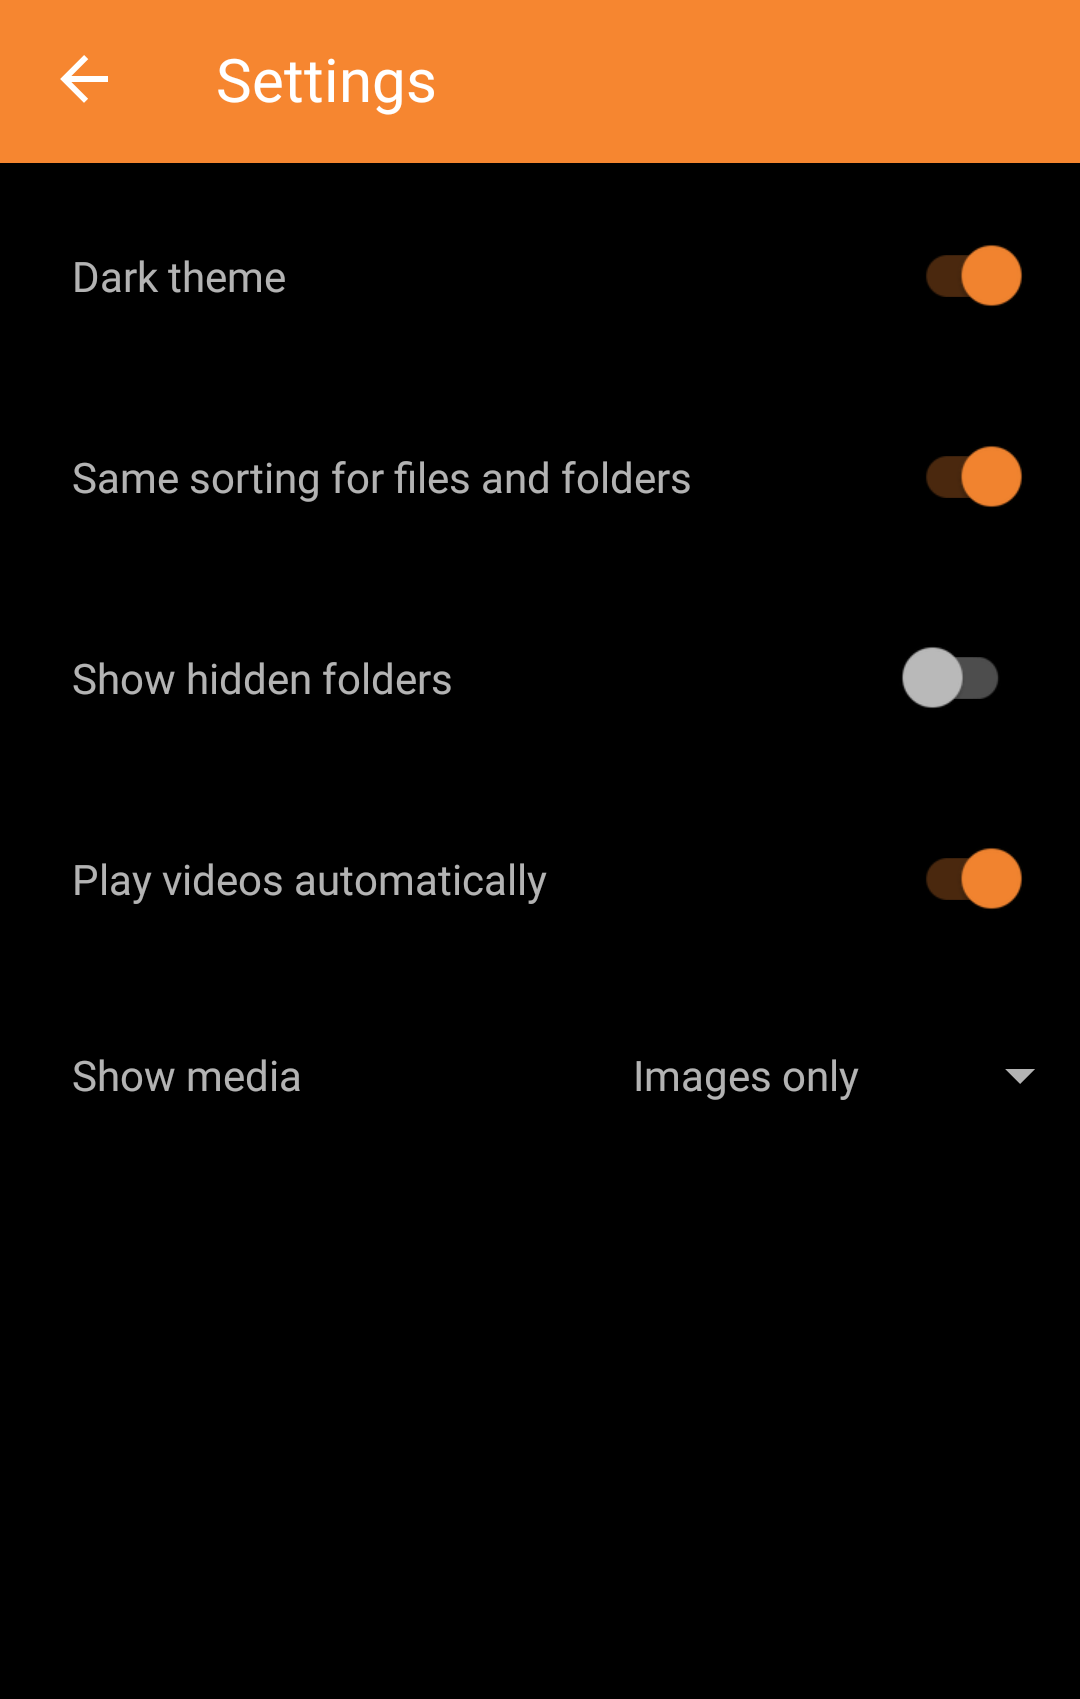 Settings
Dark theme
Same sorting for files and folders
Show hidden folders
Play videos automatically
Show media Images only